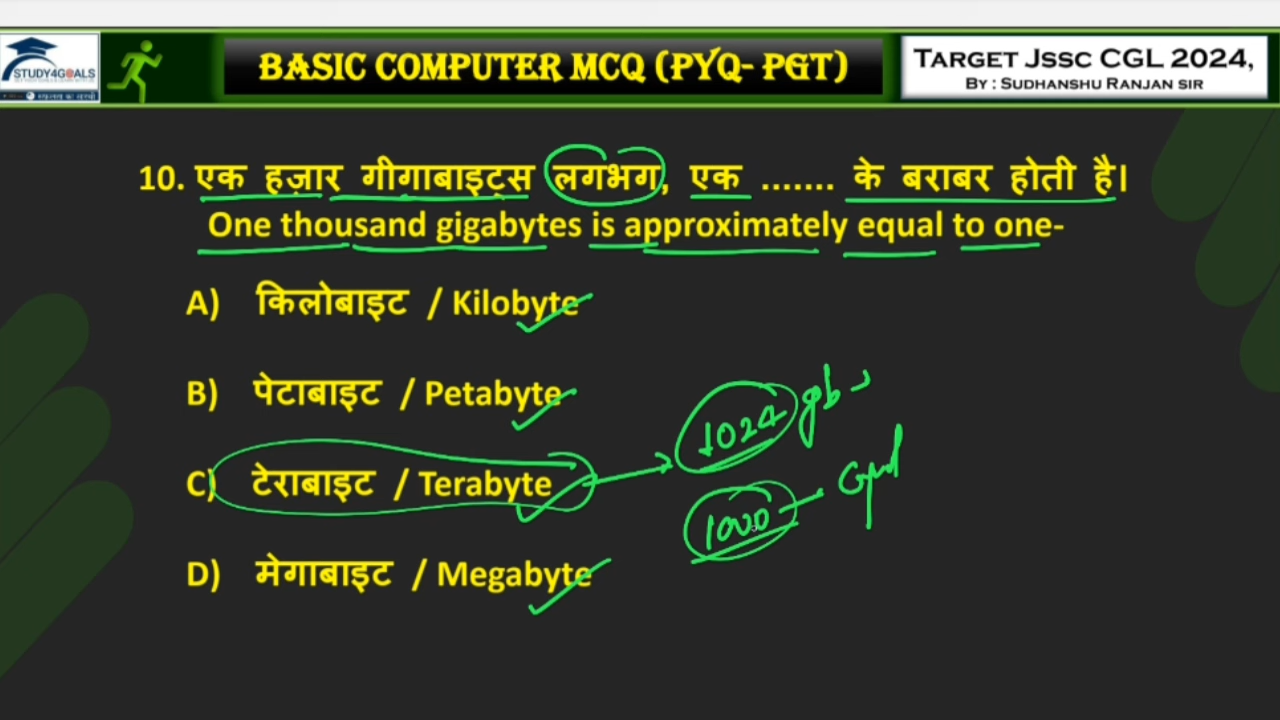 STUDY4GOALS
BASIC COMPUTER MCQ (PYQ- PGT)
TARGET JSSC CGL 2024,
BY : SUDHANSHU RANJAN SIR
10. एक हज़ार गीगाबाइट्स लगभग, एक ....... के बराबर होती है।
One thousand gigabytes is approximately equal to one-
A) किलोबाइट / Kilobyte
B) पेटाबाइट / Petabyte
1024 gb
C) टेराबाइट / Terabyte
1000
D) मेगाबाइट / Megabyte